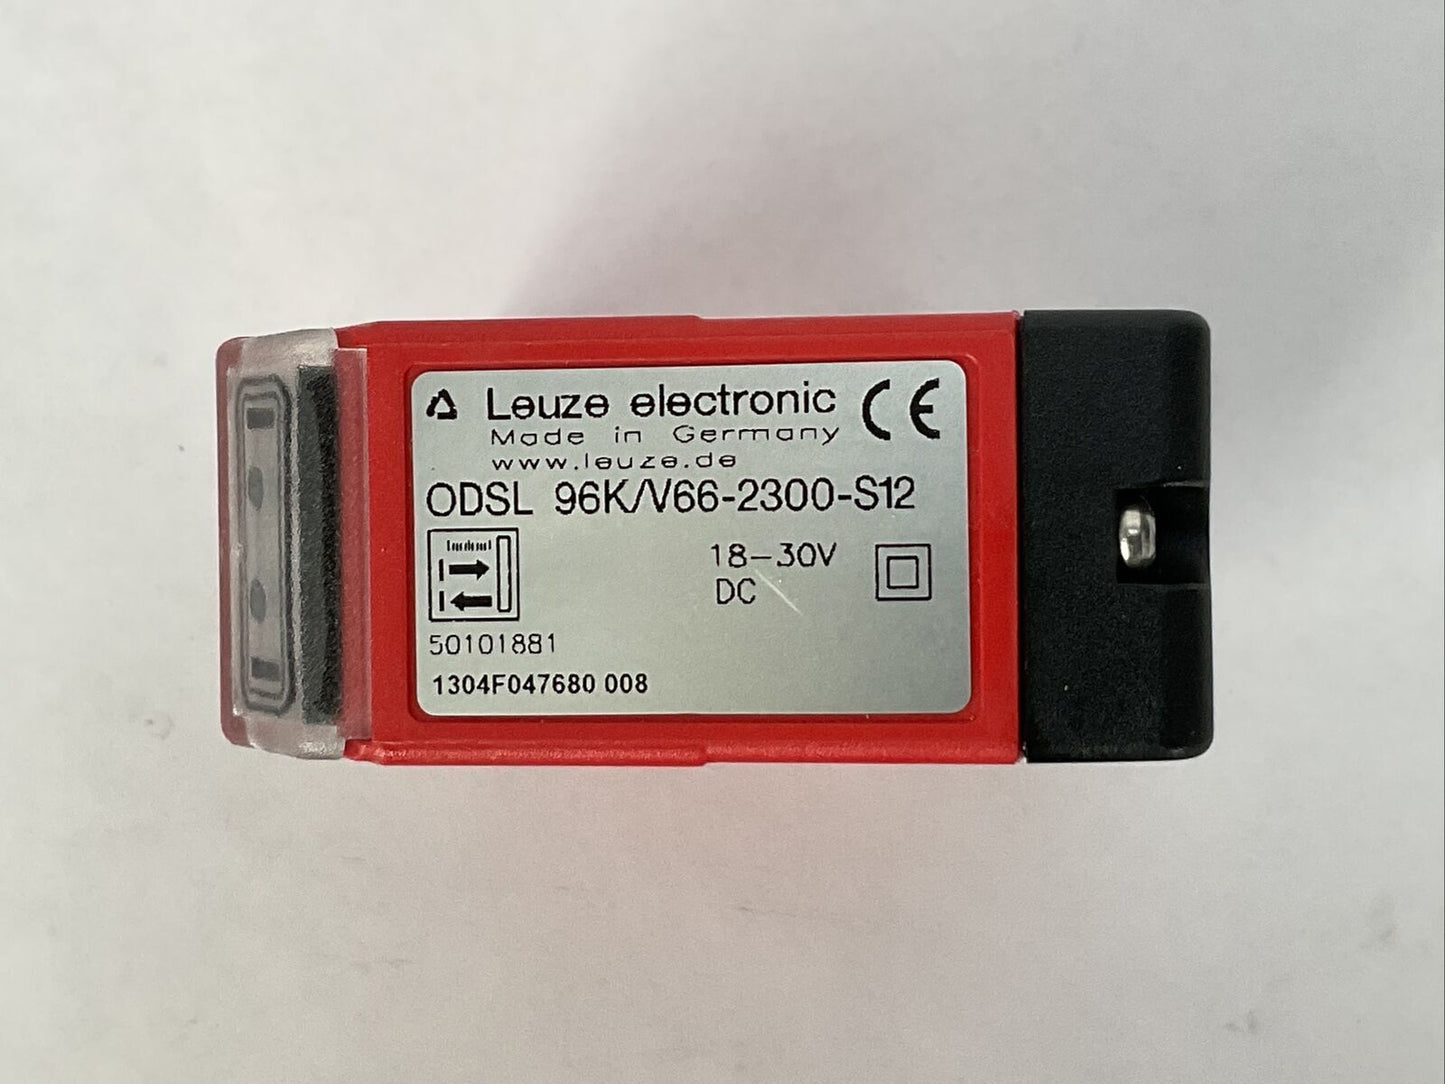 Leuze electronic CE
Made in Germany
www.leuze.de
ODSL 96K/V66-2300-S12
18-30V
DC
50101881
1304F047680 008